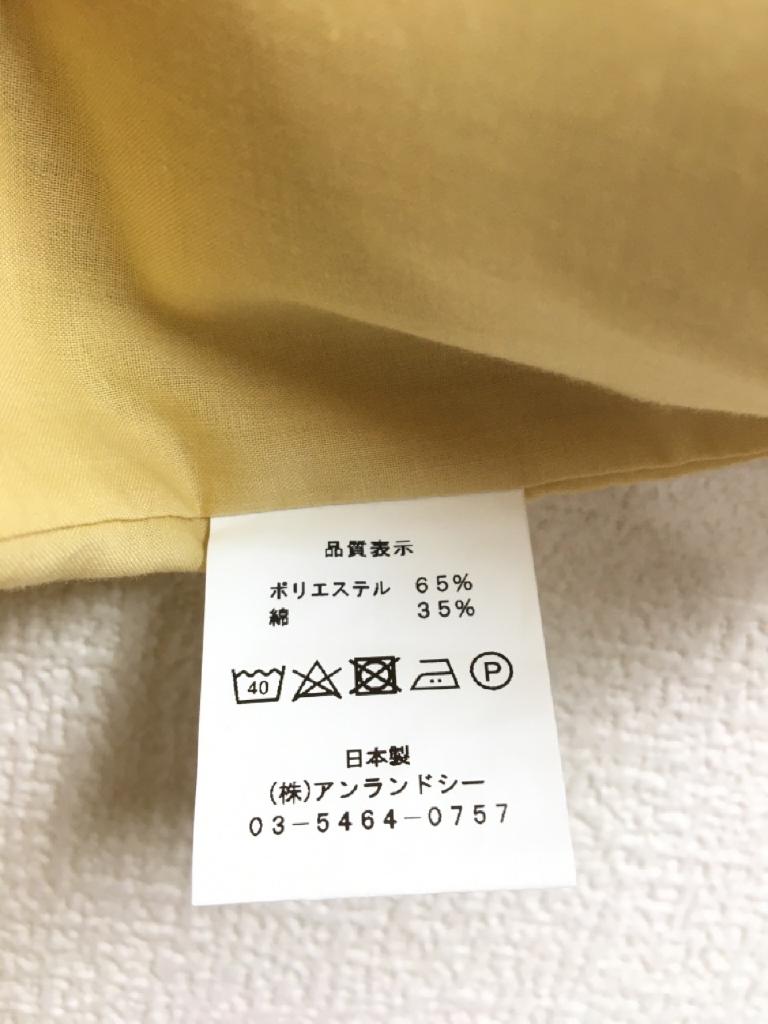 品質表示
ポリエステル 65%
綿 35%
40 P
日本製
(株)アンランドシー
03-5464-0757